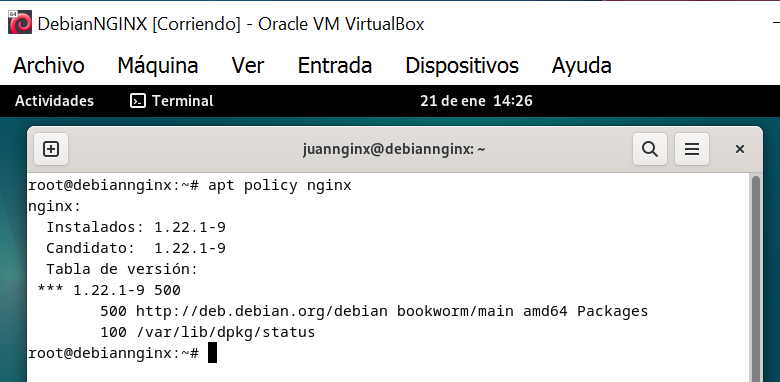 DebianNGINX [Corriendo] - Oracle VM VirtualBox
Archivo Máquina Ver Entrada Dispositivos Ayuda
Actividades Terminal 21 de ene 14:26
juannginx@debiannginx: ~
root@debiannginx:~# apt policy nginx
nginx:
  Instalados: 1.22.1-9
  Candidato:  1.22.1-9
  Tabla de versión:
 *** 1.22.1-9 500
        500 http://deb.debian.org/debian bookworm/main amd64 Packages
        100 /var/lib/dpkg/status
root@debiannginx:~#